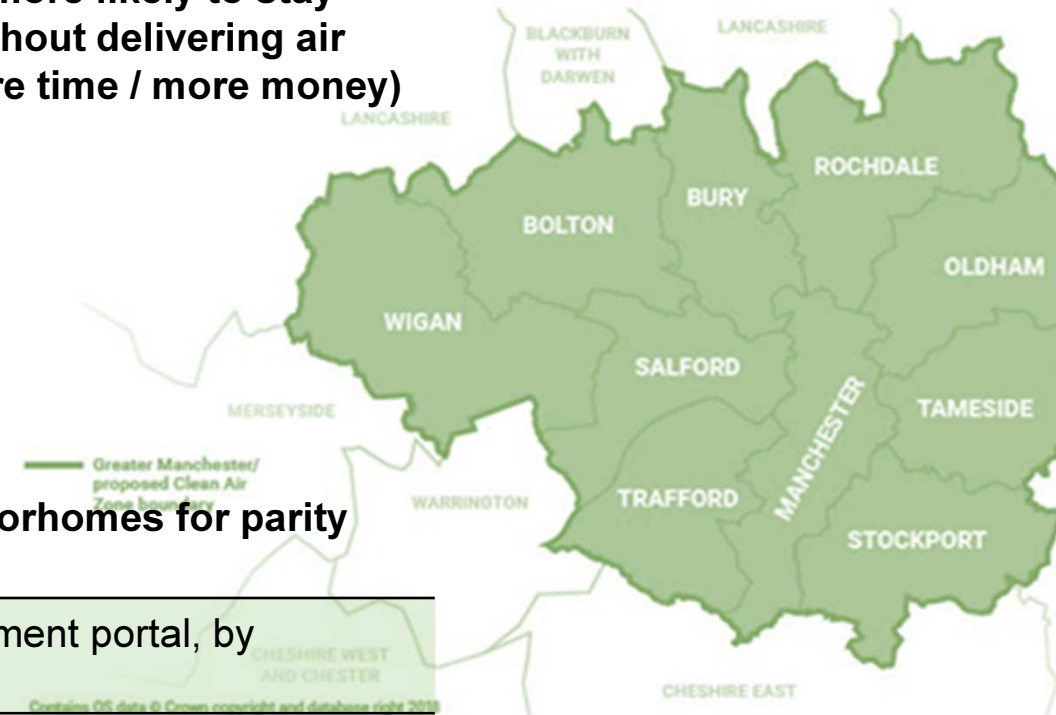 more likely to stay
hout delivering air
re time / more money)
BLACKBURN
WITH
DARWEN
LANCASHIRE
LANCASHIRE
ROCHDALE
BURY
BOLTON
OLDHAM
WIGAN
SALFORD
MANCHESTER
TAMESIDE
MERSEYSIDE
Greater Manchester/
proposed Clean Air
Zone boundary
WARRINGTON
TRAFFORD
STOCKPORT
orhomes for parity
ment portal, by
CHESHIRE WEST
AND CHESTER
CHESHIRE EAST
Contains OS data © Crown copyright and database right 2018